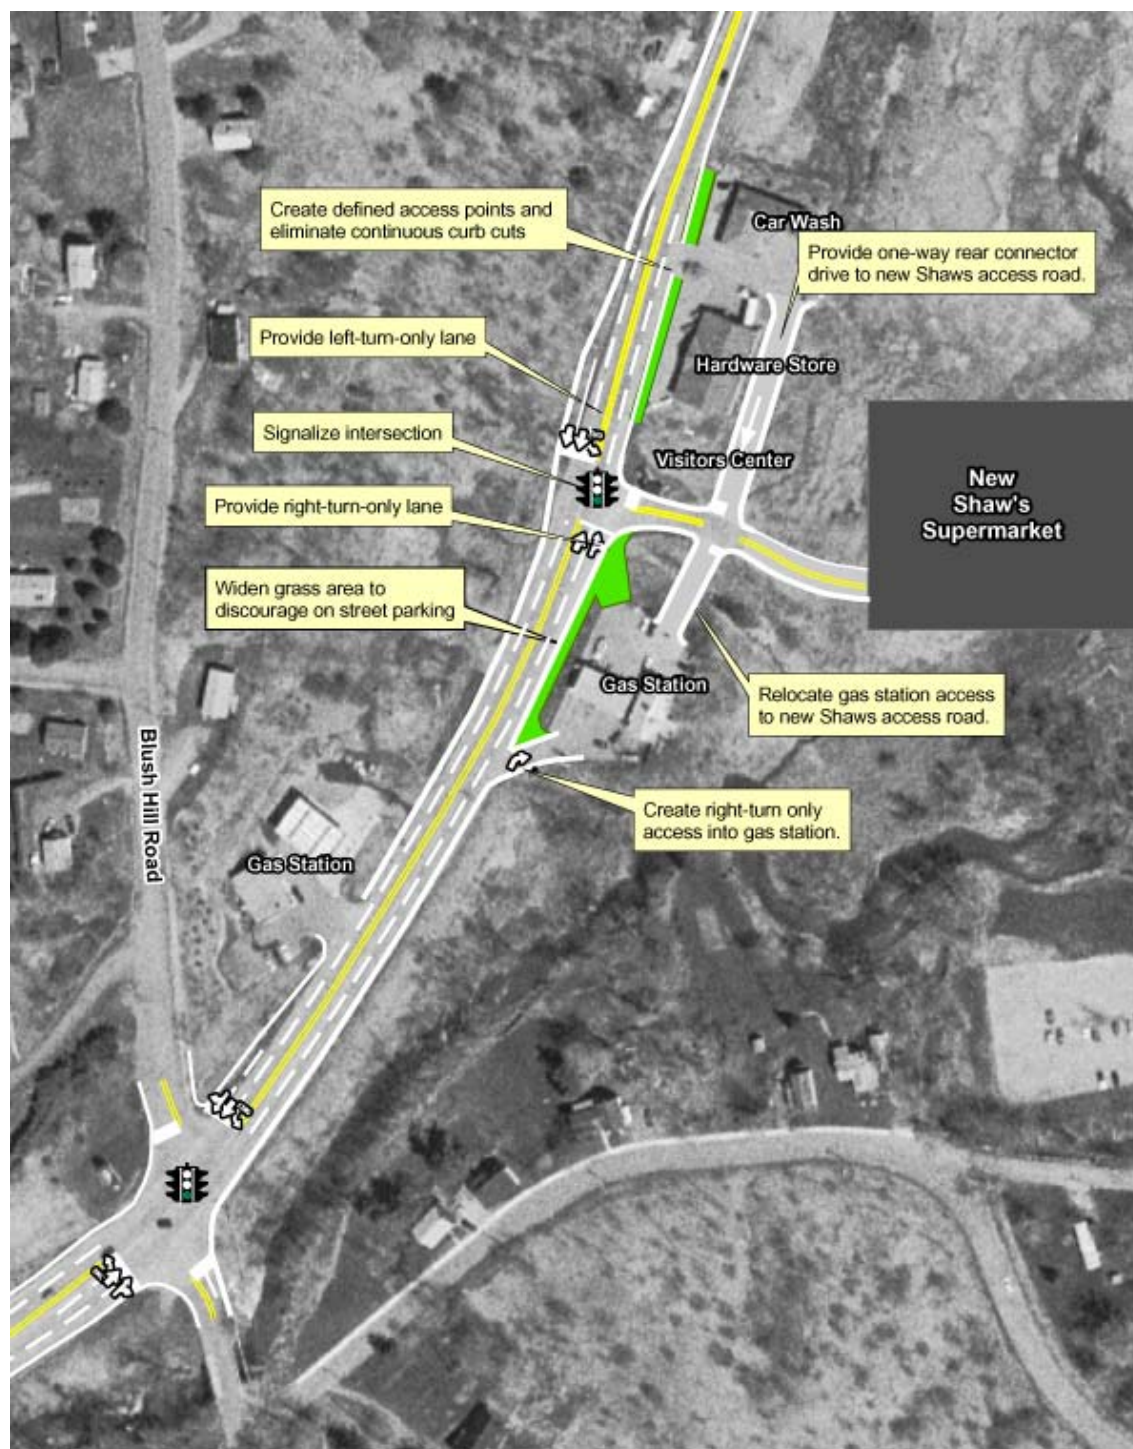 Create defined access points and
eliminate continuous curb cuts
Car Wash
Provide one-way rear connector
drive to new Shaws access road.
Provide left-turn-only lane
Hardware Store
Signalize intersection
Visitors Center
Provide right-turn-only lane
New
Shaw's
Supermarket
Widen grass area to
discourage on street parking
Gas Station
Relocate gas station access
to new Shaws access road.
Blush Hill Road
Create right-turn only
access into gas station.
Gas Station